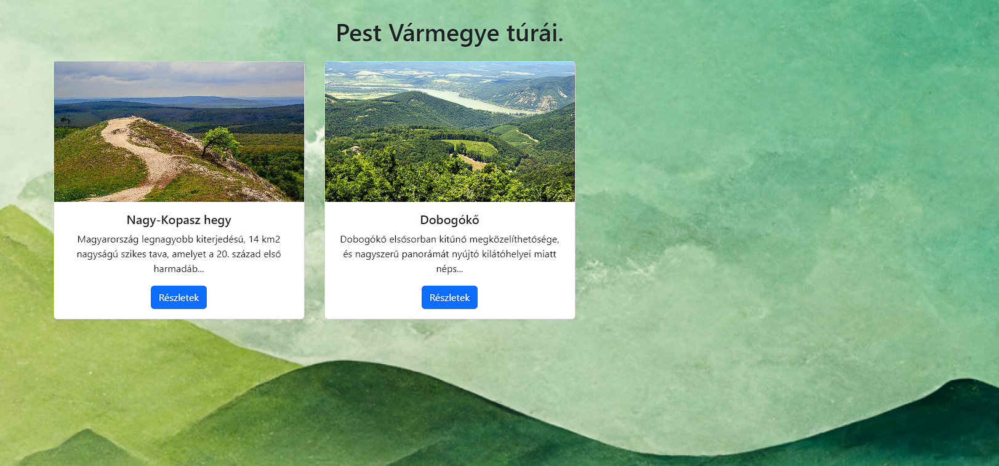 Pest Vármegye túrái.
Nagy-Kopasz hegy
Magyarország legnagyobb kiterjedésű, 14 km2
nagyságú szikes tava, amelyet a 20. század első
harmadáb...
Részletek
Dobogókő
Dobogókő elsősorban kitűnő megközelíthetősége,
és nagyszerű panorámát nyújtó kilátóhelyei miatt
néps...
Részletek